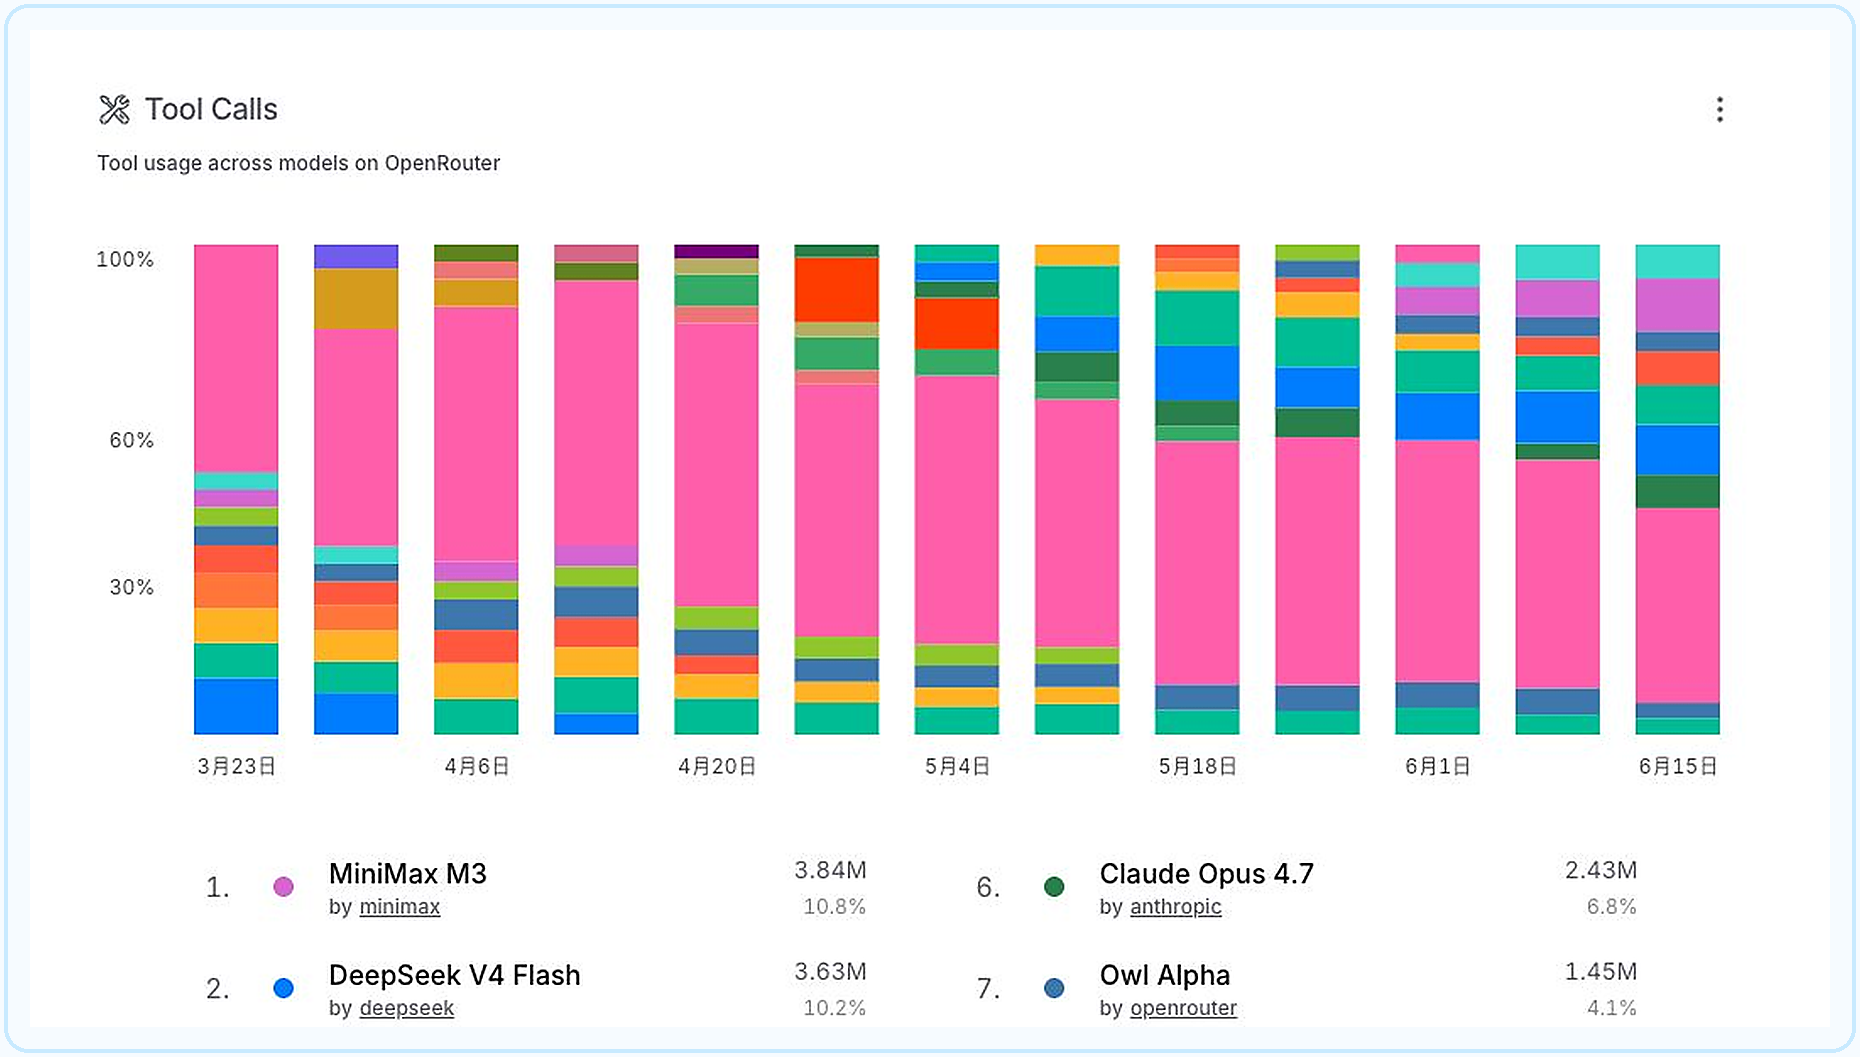 Tool Calls
Tool usage across models on OpenRouter
100%
60%
30%
3月23日
4月6日
4月20日
5月4日
5月18日
6月1日
6月15日
1.
MiniMax M3
3.84M
by minimax
10.8%
2.
DeepSeek V4 Flash
3.63M
by deepseek
10.2%
6.
Claude Opus 4.7
2.43M
by anthropic
6.8%
7.
Owl Alpha
1.45M
by openrouter
4.1%